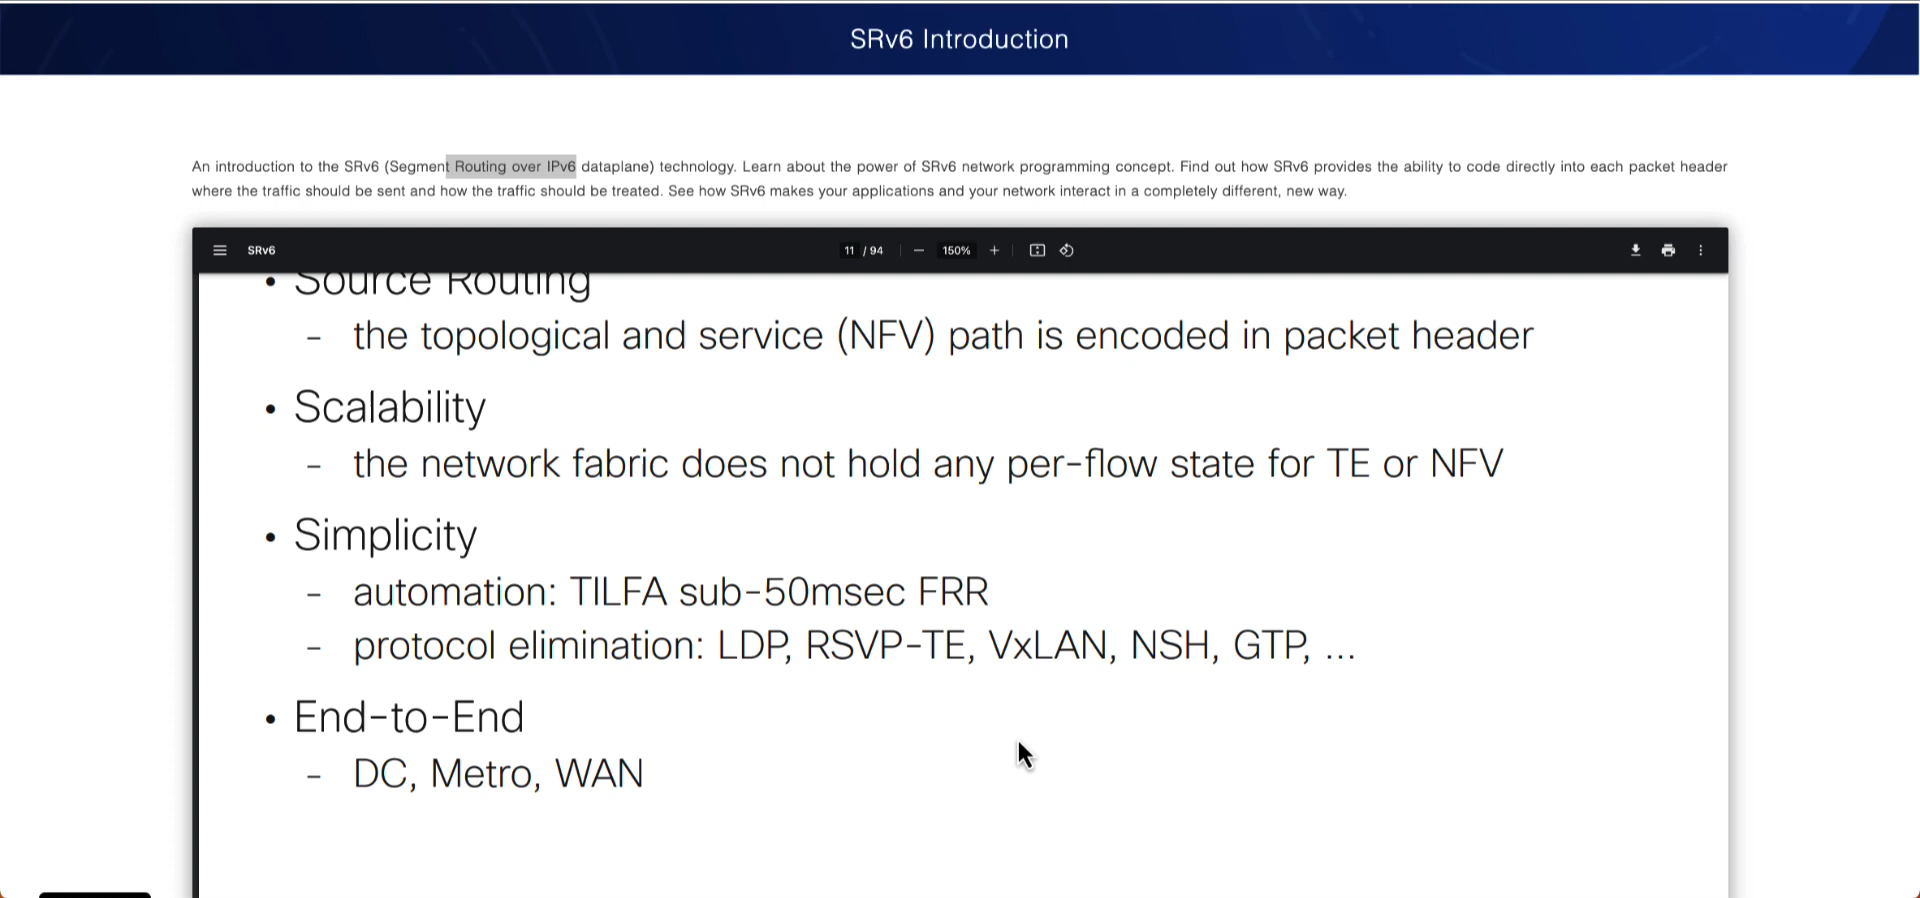 SRv6 Introduction
An introduction to the SRv6 (Segment Routing over IPv6 dataplane) technology. Learn about the power of SRv6 network programming concept. Find out how SRv6 provides the ability to code directly into each packet header
where the traffic should be sent and how the traffic should be treated. See how SRv6 makes your applications and your network interact in a completely different, new way.
SRv6
11 / 94
150%
• Source Routing
– the topological and service (NFV) path is encoded in packet header
• Scalability
– the network fabric does not hold any per-flow state for TE or NFV
• Simplicity
– automation: TILFA sub-50msec FRR
– protocol elimination: LDP, RSVP-TE, VxLAN, NSH, GTP, ...
• End-to-End
– DC, Metro, WAN